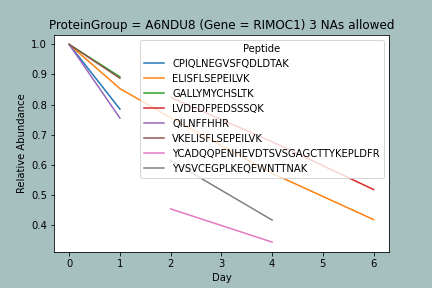 ProteinGroup = A6NDU8 (Gene = RIMOC1) 3 NAs allowed
Relative Abundance
1.0
0.9
0.8
0.7
0.6
0.5
0.4
Peptide
CPIQLNEGVSFQDLDTAK
ELISFLSEPEILVK
GALLYMYCHSLTK
LVDEDFPEDSSSQK
QILNFFHHR
VKELISFLSEPEILVK
YCADQQPENHEVDTSVSGAGCTTYKEPLDFR
YVSVCEGPLKEQEWNTTNAK
0 1 2 3 4 5 6
Day